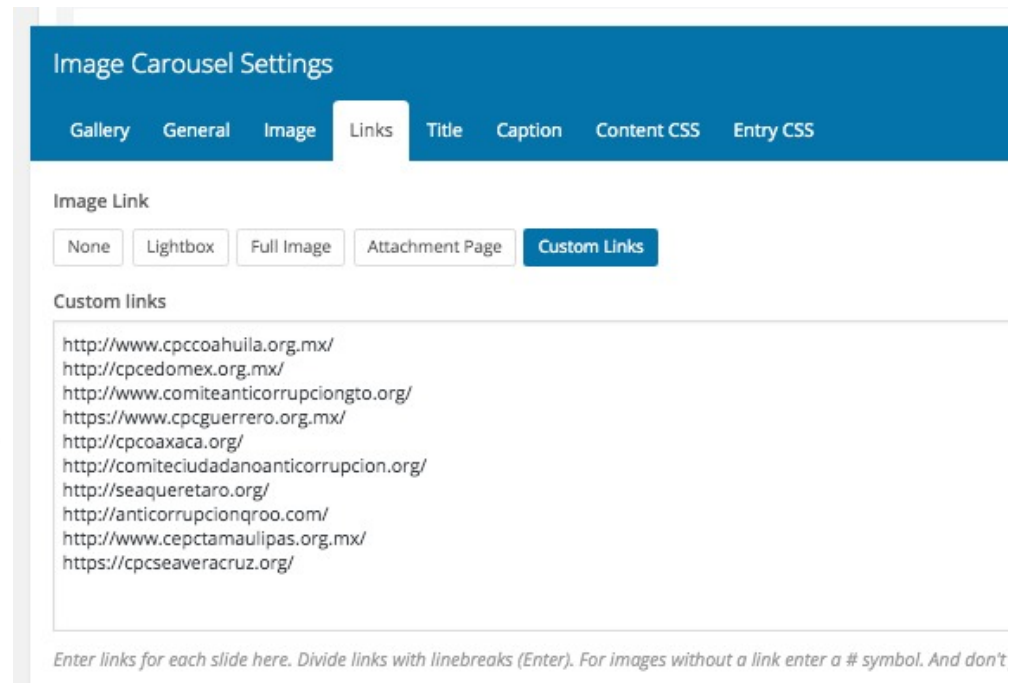 Image Carousel Settings
Gallery General Image Links Title Caption Content CSS Entry CSS
Image Link
None Lightbox Full Image Attachment Page Custom Links
Custom links
http://www.cpccoahuila.org.mx/
http://cpcedomex.org.mx/
http://www.comiteanticorrupciongto.org/
https://www.cpcguerrero.org.mx/
http://cpcoaxaca.org/
http://comiteciudadanoanticorrupcion.org/
http://seaqueretaro.org/
http://anticorrupcionqroo.com/
http://www.cepctamaulipas.org.mx/
https://cpcseaveracruz.org/
Enter links for each slide here. Divide links with linebreaks (Enter). For images without a link enter a # symbol. And don't